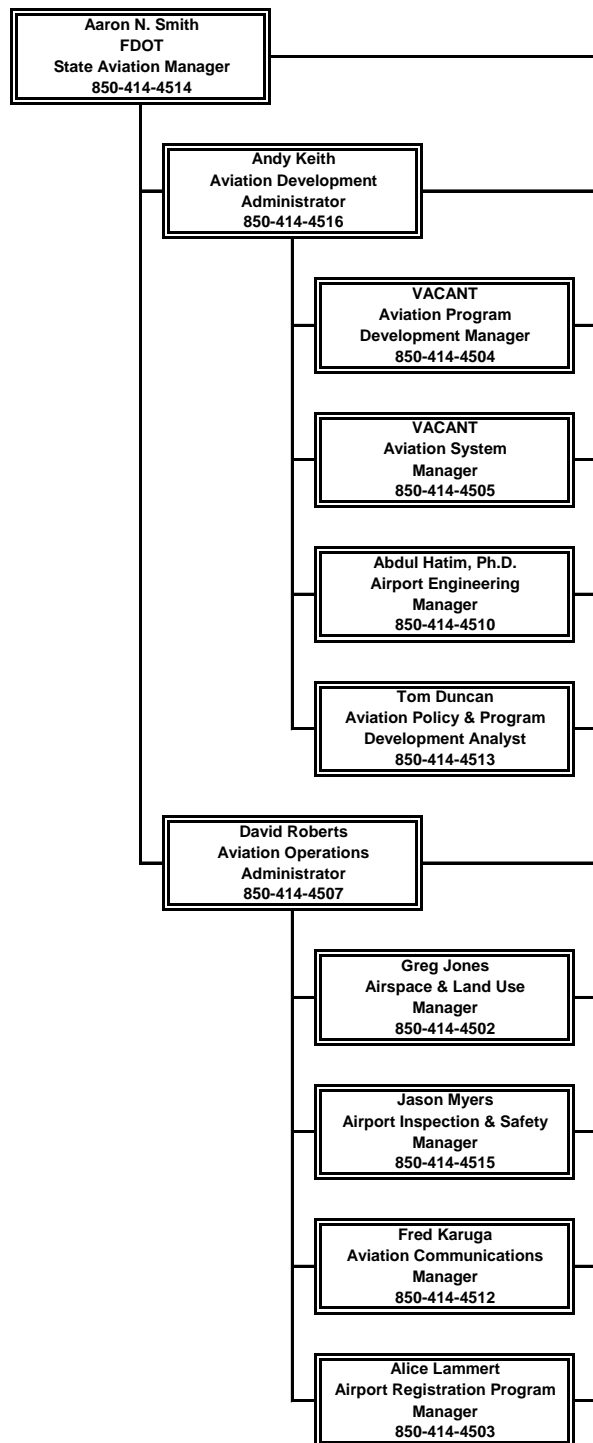 Aaron N. Smith
FDOT
State Aviation Manager
850-414-4514
Andy Keith
Aviation Development
Administrator
850-414-4516
VACANT
Aviation Program
Development Manager
850-414-4504
VACANT
Aviation System
Manager
850-414-4505
Abdul Hatim, Ph.D.
Airport Engineering
Manager
850-414-4510
Tom Duncan
Aviation Policy & Program
Development Analyst
850-414-4513
David Roberts
Aviation Operations
Administrator
850-414-4507
Greg Jones
Airspace & Land Use
Manager
850-414-4502
Jason Myers
Airport Inspection & Safety
Manager
850-414-4515
Fred Karuga
Aviation Communications
Manager
850-414-4512
Alice Lammert
Airport Registration Program
Manager
850-414-4503